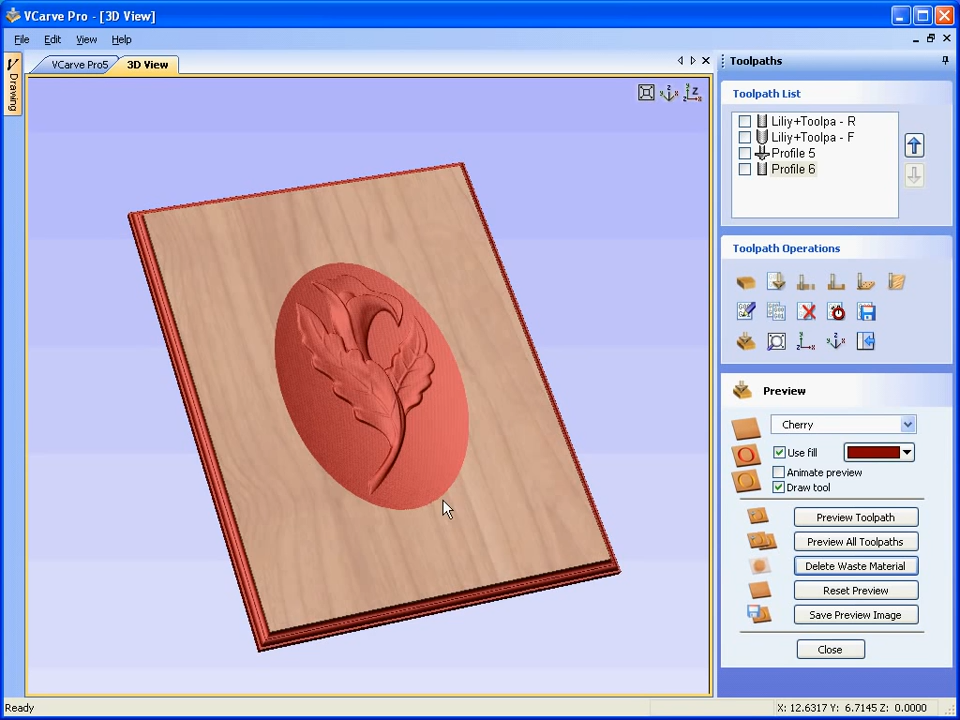 VCarve Pro - [3D View]
File Edit View Help
VCarve Pro5 3D View
V Drawing
Toolpaths
Toolpath List
Liliy+Toolpa - R
Liliy+Toolpa - F
Profile 5
Profile 6
Toolpath Operations
Preview
Cherry
Use fill
Animate preview
Draw tool
Preview Toolpath
Preview All Toolpaths
Delete Waste Material
Reset Preview
Save Preview Image
Close
Ready
X: 12.6317 Y: 6.7145 Z: 0.0000